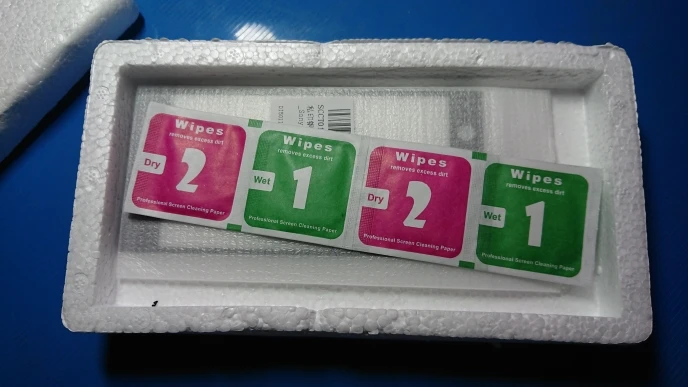 Wipes
removes excess dirt
Dry
2
Professional Screen Cleaning Paper
Wipes
removes excess dirt
Wet
1
Professional Screen Cleaning Paper
Wipes
removes excess dirt
Dry
2
Professional Screen Cleaning Paper
Wipes
removes excess dirt
Wet
1
Professional Screen Cleaning Paper